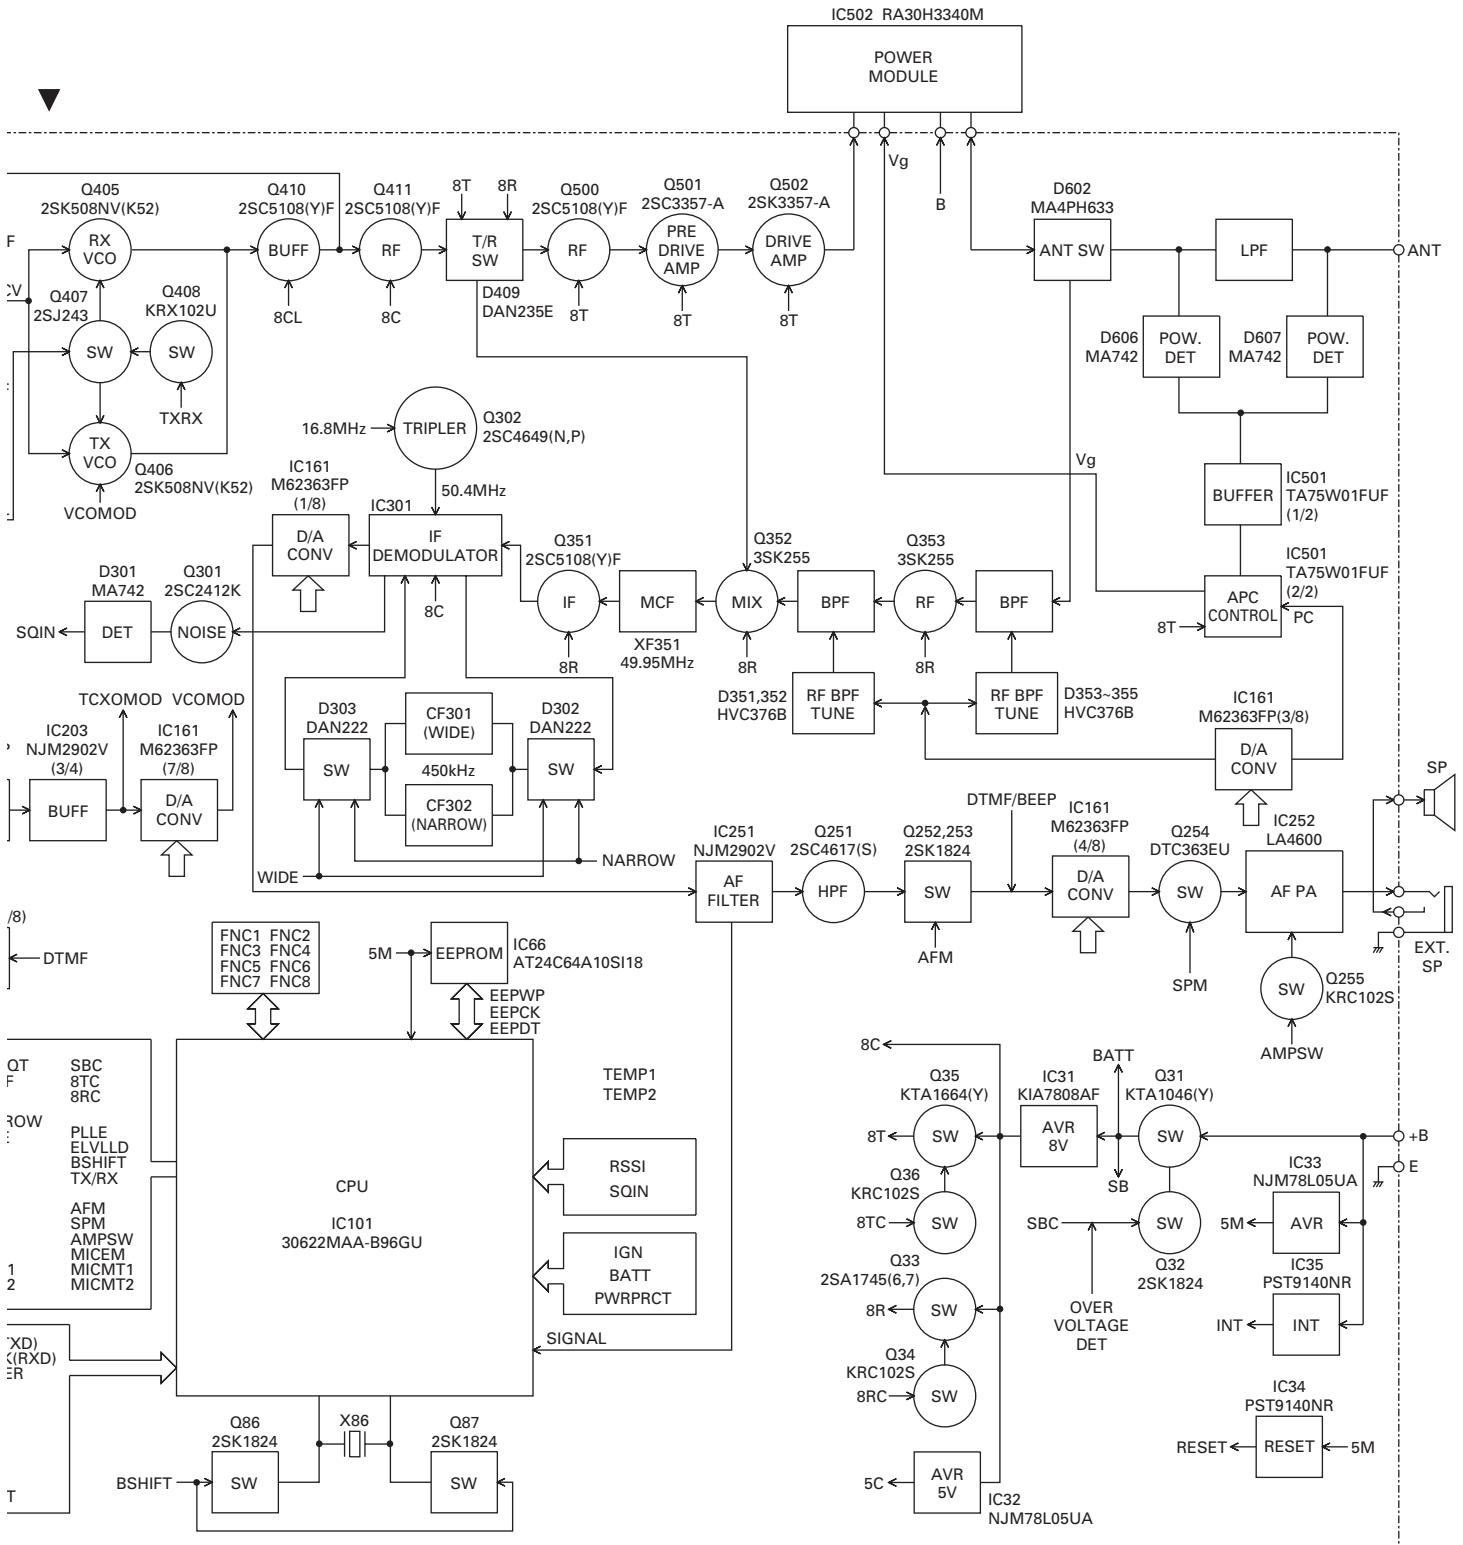 IC502 RA30H3340M
POWER
MODULE
Vg
B
Q405
2SK508NV(K52)
RX
VCO
Q410
2SC5108(Y)F
BUFF
8CL
Q411
2SC5108(Y)F
RF
8C
8T
8R
T/R
SW
D409
DAN235E
Q500
2SC5108(Y)F
RF
8T
Q501
2SC3357-A
PRE
DRIVE
AMP
8T
Q502
2SK3357-A
DRIVE
AMP
8T
D602
MA4PH633
ANT SW
LPF
ANT
F
CV
Q407
2SJ243
SW
Q408
KRX102U
SW
TXRX
D606
MA742
POW.
DET
D607
MA742
POW.
DET
TX
VCO
Q406
2SK508NV(K52)
VCOMOD
16.8MHz
TRIPLER
Q302
2SC4649(N,P)
50.4MHz
IC161
M62363FP
(1/8)
D/A
CONV
IC301
IF
DEMODULATOR
8C
Vg
BUFFER
IC501
TA75W01FUF
(1/2)
IC501
TA75W01FUF
(2/2)
APC
CONTROL
PC
8T
D301
MA742
DET
SQIN
Q301
2SC2412K
NOISE
Q351
2SC5108(Y)F
IF
8R
MCF
XF351
49.95MHz
Q352
3SK255
MIX
8R
BPF
Q353
3SK255
RF
8R
BPF
D351,352
HVC376B
RF BPF
TUNE
RF BPF
TUNE
D353~355
HVC376B
IC161
M62363FP(3/8)
D/A
CONV
TCXOMOD
VCOMOD
IC203
NJM2902V
(3/4)
BUFF
IC161
M62363FP
(7/8)
D/A
CONV
D303
DAN222
SW
CF301
(WIDE)
450kHz
CF302
(NARROW)
D302
DAN222
SW
NARROW
WIDE
IC251
NJM2902V
AF
FILTER
Q251
2SC4617(S)
HPF
Q252,253
2SK1824
SW
AFM
DTMF/BEEP
IC161
M62363FP
(4/8)
D/A
CONV
Q254
DTC363EU
SW
SPM
IC252
LA4600
AF PA
SP
EXT.
SP
Q255
KRC102S
SW
AMPSW
/8)
DTMF
FNC1 FNC2
FNC3 FNC4
FNC5 FNC6
FNC7 FNC8
5M
EEPROM
IC66
AT24C64A10SI18
EEPWP
EEPCK
EEPDT
QT
F
ROW
E
1
2
SBC
8TC
8RC
PLLE
ELVLLD
BSHIFT
TX/RX
AFM
SPM
AMPSW
MICEM
MICMT1
MICMT2
CPU
IC101
30622MAA-B96GU
TEMP1
TEMP2
RSSI
SQIN
IGN
BATT
PWRPRCT
SIGNAL
XD)
K(RXD)
ER
T
8C
Q35
KTA1664(Y)
SW
8T
Q36
KRC102S
SW
8TC
IC31
KIA7808AF
AVR
8V
BATT
SB
Q31
KTA1046(Y)
SW
+B
E
SBC
SW
Q32
2SK1824
OVER
VOLTAGE
DET
IC33
NJM78L05UA
AVR
5M
IC35
PST9140NR
INT
INT
Q33
2SA1745(6,7)
SW
8R
Q34
KRC102S
SW
8RC
IC34
PST9140NR
RESET
RESET
5M
5C
AVR
5V
IC32
NJM78L05UA
Q86
2SK1824
SW
BSHIFT
X86
Q87
2SK1824
SW